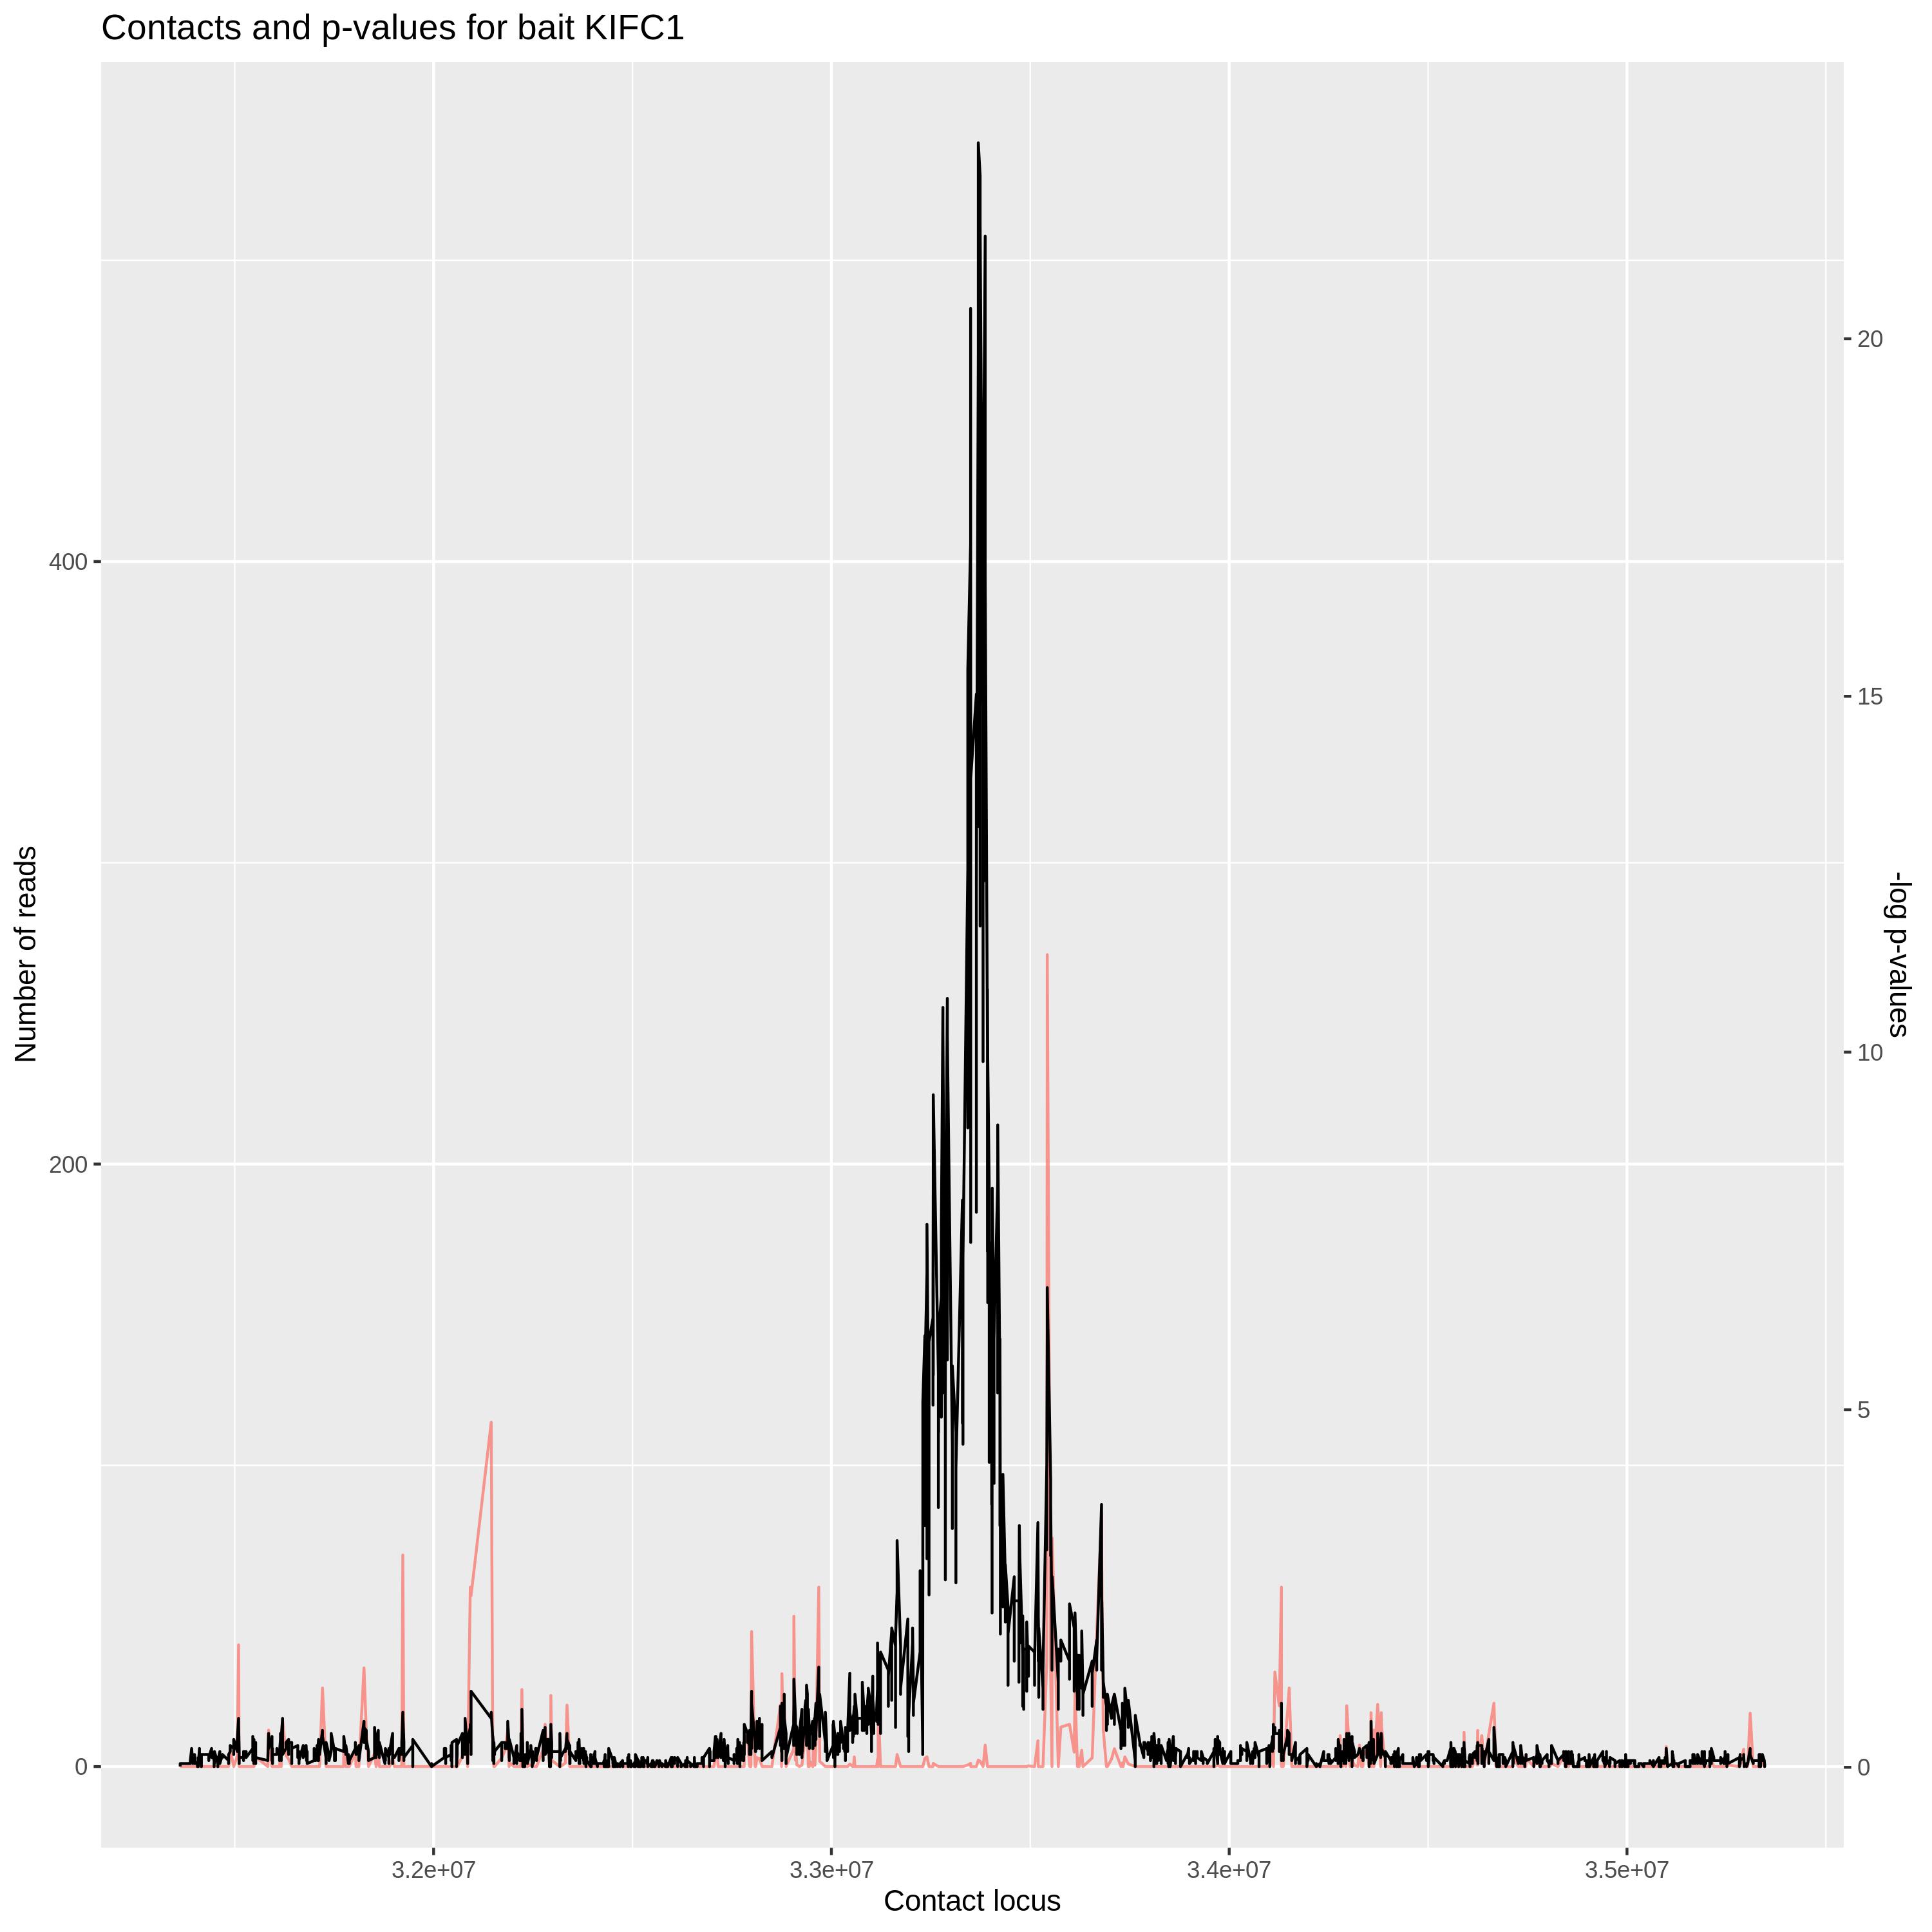 Contacts and p-values for bait KIFC1
Number of reads
400
200
0
20
15
10
5
0
-log p-values
3.2e+07
3.3e+07
3.4e+07
3.5e+07
Contact locus